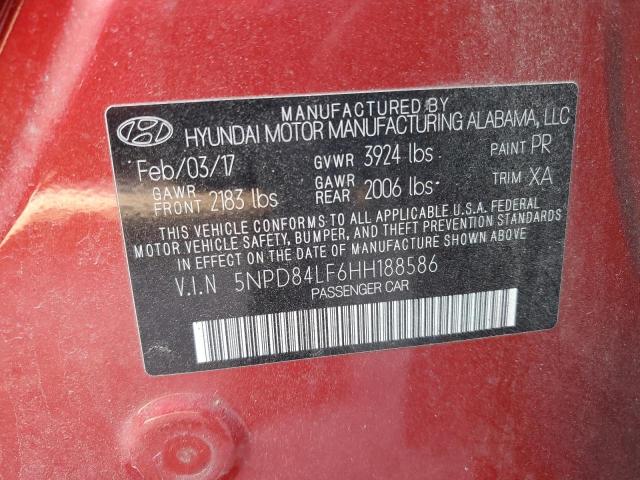 MANUFACTURED BY
HYUNDAI MOTOR MANUFACTURING ALABAMA, LLC
Feb/03/17 GVWR 3924 lbs PAINT PR
GAWR FRONT 2183 lbs GAWR REAR 2006 lbs TRIM XA
THIS VEHICLE CONFORMS TO ALL APPLICABLE U.S.A. FEDERAL
MOTOR VEHICLE SAFETY, BUMPER, AND THEFT STANDARDS
IN EFFECT ON THE DATE OF MANUFACTURE SHOWN ABOVE.
V.I.N 5NPD84LF6HH188586
PASSENGER CAR